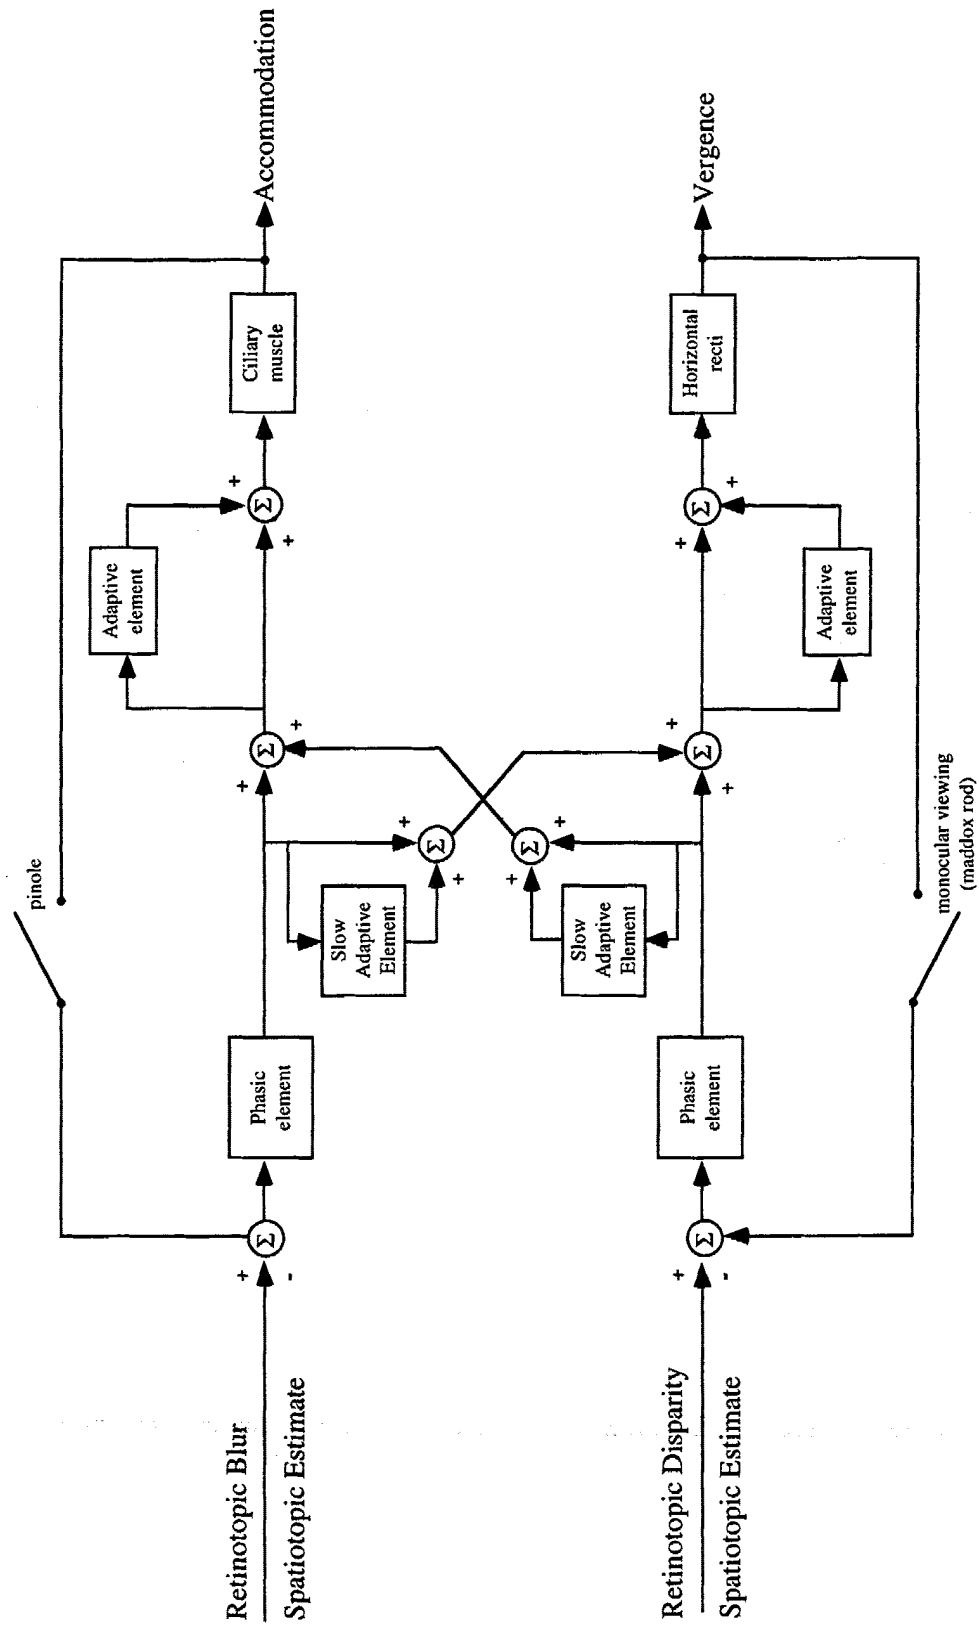 pinole
Adaptive
element
+
Σ
+
Ciliary
muscle
Accommodation
Retinotopic Blur
Spatiotopic Estimate
+
-
Σ
Phasic
element
+
Σ
+
Slow
Adaptive
Element
+
Σ
+
Slow
Adaptive
Element
+
Σ
+
Retinotopic Disparity
Spatiotopic Estimate
+
-
Σ
Phasic
element
+
Σ
+
+
Σ
+
Horizontal
recti
Vergence
Adaptive
element
monocular viewing
(maddox rod)